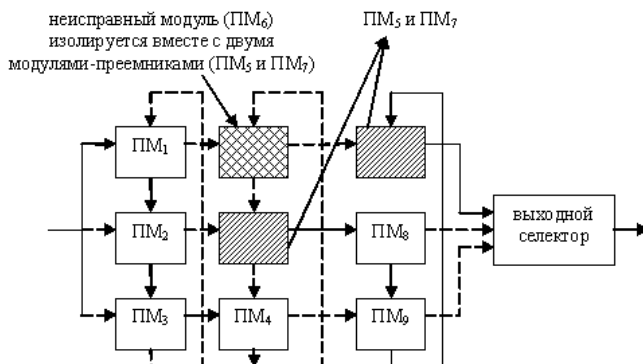 неисправный модуль (ПМ6)
изолируется вместе с двумя
модулями-преемниками (ПМ5 и ПМ7)
ПМ5 и ПМ7
ПМ1
ПМ2
ПМ8
выходной
селектор
ПМ3
ПМ4
ПМ9